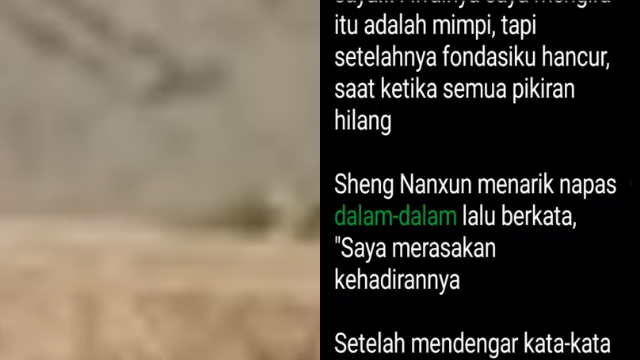 itu adalah mimpi, tapi
setelahnya fondasiku hancur,
saat ketika semua pikiran
hilang
Sheng Nanxun menarik napas
dalam-dalam lalu berkata,
"Saya merasakan
kehadirannya
Setelah mendengar kata-kata